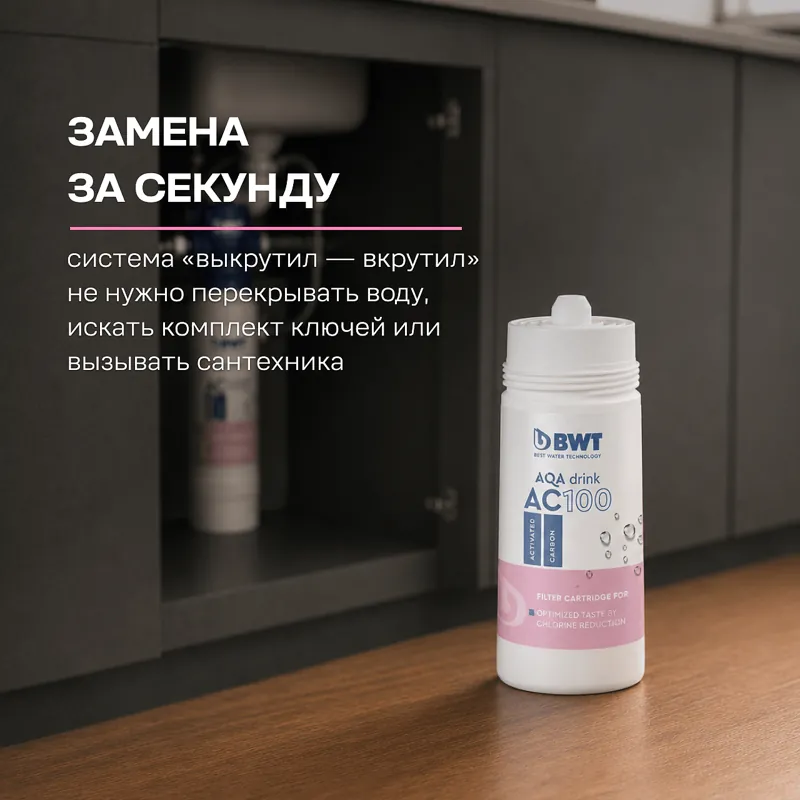 ЗАМЕНА
ЗА СЕКУНДУ
система «выкрутил — вкрутил»
не нужно перекрывать воду,
искать комплект ключей или
вызывать сантехника
BWT
BEST WATER TECHNOLOGY
AQA drink
AC100
ACTIVATED
CARBON
FILTER CARTRIDGE FOR:
OPTIMIZED TASTE BY
CHLORINE REDUCTION